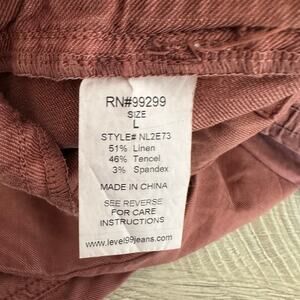 RN#99299
SIZE
L
STYLE# NL2E73
51% Linen
46% Tencel
3% Spandex
MADE IN CHINA
SEE REVERSE
FOR CARE
INSTRUCTIONS
www.level99jeans.com